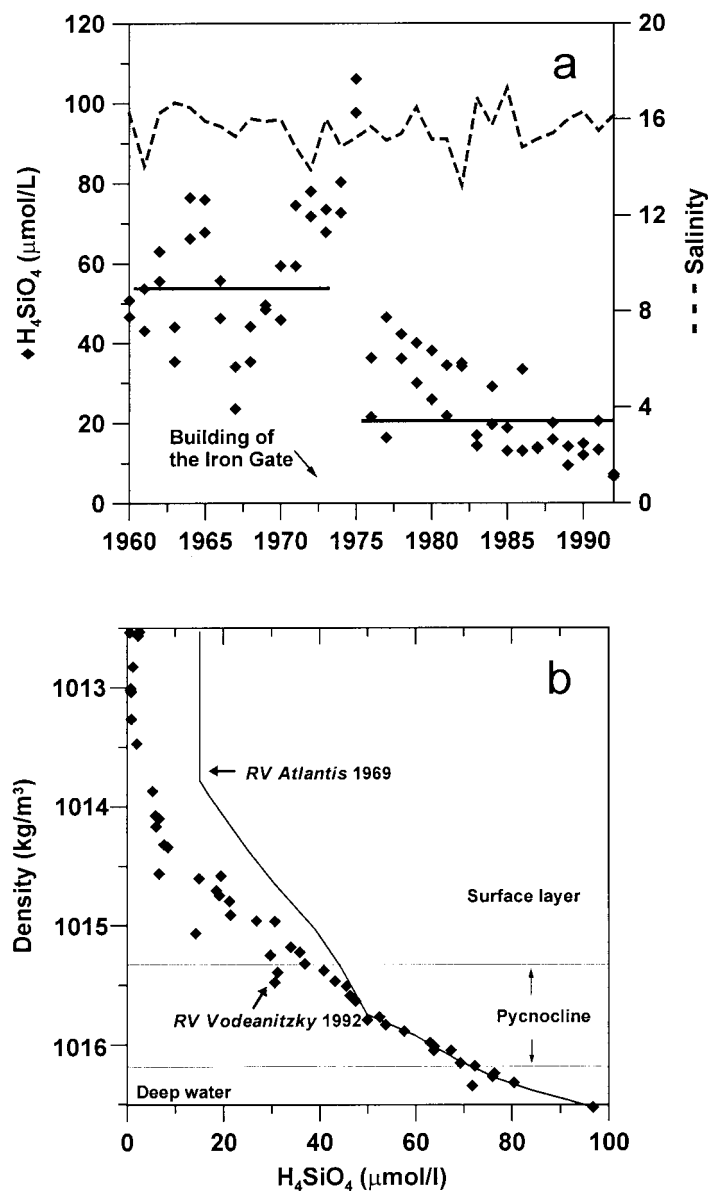 a
120
100
80
60
40
20
0
◆ H₄SiO₄ (µmol/L)
20
16
12
8
4
0
-- Salinity
Building of
the Iron Gate
1960 1965 1970 1975 1980 1985 1990
b
1013
1014
1015
1016
Density (kg/m³)
RV Atlantis 1969
Surface layer
RV Vodeanitzky 1992
Pycnocline
Deep water
0 20 40 60 80 100
H₄SiO₄ (µmol/l)